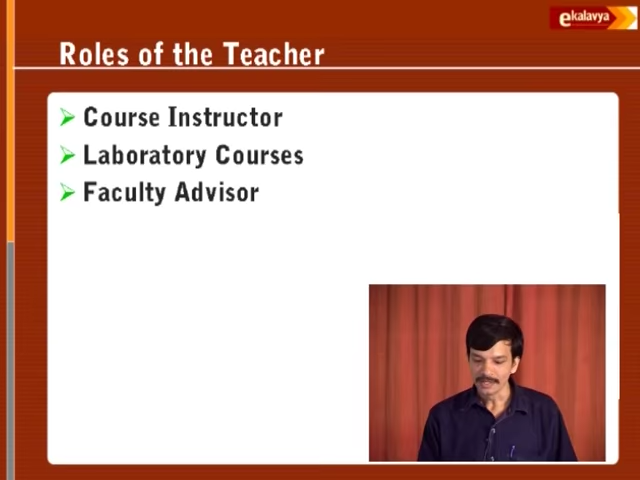 ekalavya
Roles of the Teacher
Course Instructor
Laboratory Courses
Faculty Advisor